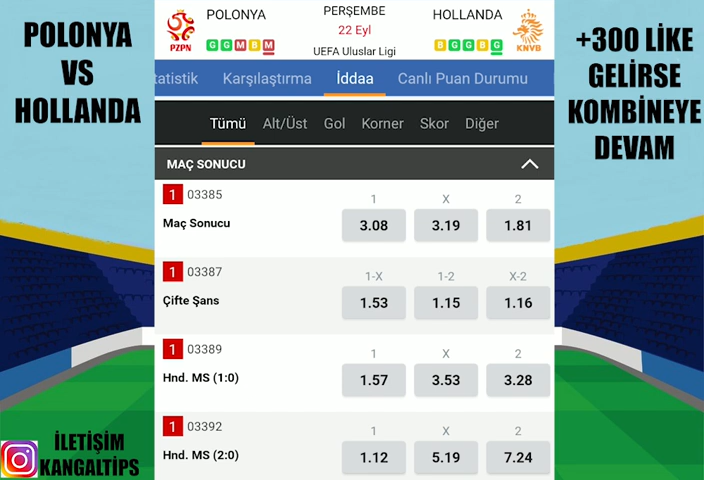 POLONYA
VS
HOLLANDA
PZPN
POLONYA
G G M B M
PERŞEMBE
22 Eyl
UEFA Uluslar Ligi
HOLLANDA
B G G B G
KNVB
+300 LİKE
GELİRSE
KOMBİNEYE
DEVAM
tatistik Karşılaştırma İddaa Canlı Puan Durumu
Tümü Alt/Üst Gol Korner Skor Diğer
MAÇ SONUCU
1 03385 1 X 2
Maç Sonucu 3.08 3.19 1.81
1 03387 1-X 1-2 X-2
Çifte Şans 1.53 1.15 1.16
1 03389 1 X 2
Hnd. MS (1:0) 1.57 3.53 3.28
1 03392 1 X 2
Hnd. MS (2:0) 1.12 5.19 7.24
İLETİŞİM
KANGALTİPS